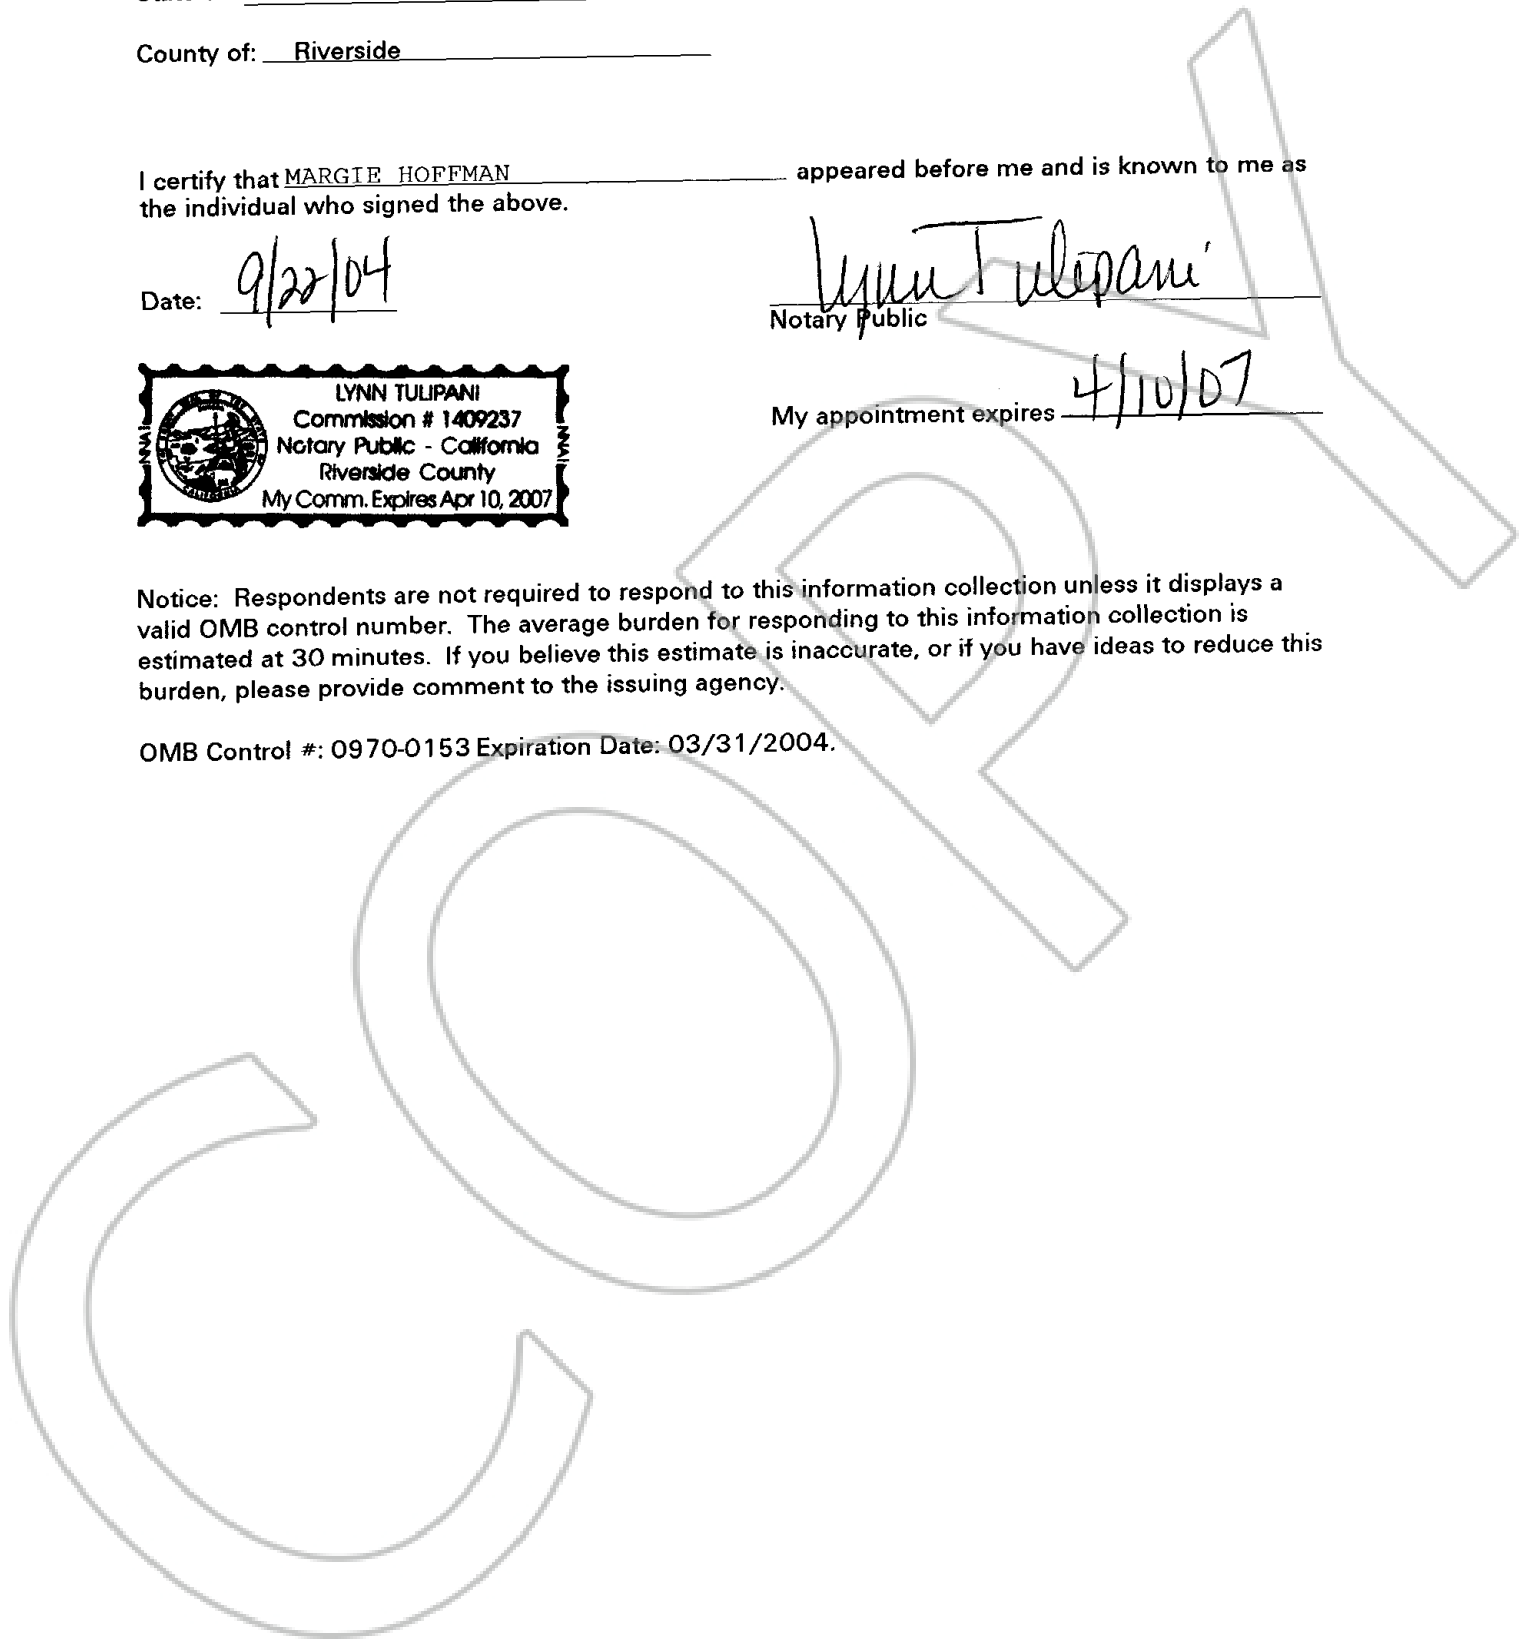 County of: Riverside
I certify that MARGIE HOFFMAN appeared before me and is known to me as
the individual who signed the above.
Date: 9/22/04
Lynn Tulipani
Notary Public
LYNN TULIPANI
Commission # 1409237
Notary Public - California
Riverside County
My Comm. Expires Apr 10, 2007
NNA
NNA
My appointment expires 4/10/07
Notice: Respondents are not required to respond to this information collection unless it displays a
valid OMB control number. The average burden for responding to this information collection is
estimated at 30 minutes. If you believe this estimate is inaccurate, or if you have ideas to reduce this
burden, please provide comment to the issuing agency.
OMB Control #: 0970-0153 Expiration Date: 03/31/2004.
COPY